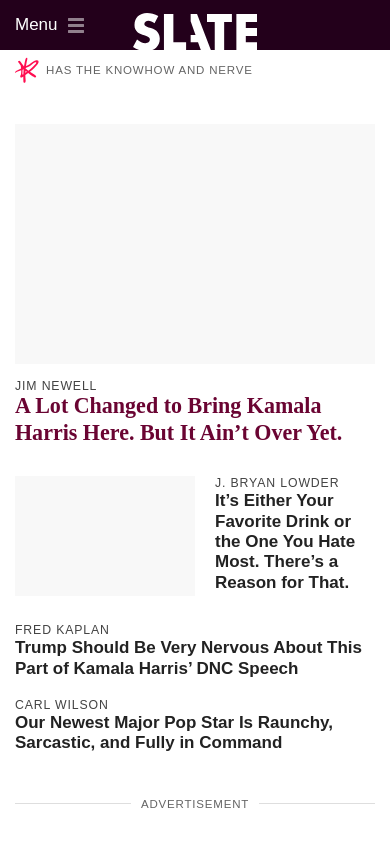 Menu
SLATE
HAS THE KNOWHOW AND NERVE
JIM NEWELL
A Lot Changed to Bring Kamala
Harris Here. But It Ain’t Over Yet.
J. BRYAN LOWDER
It’s Either Your
Favorite Drink or
the One You Hate
Most. There’s a
Reason for That.
FRED KAPLAN
Trump Should Be Very Nervous About This
Part of Kamala Harris’ DNC Speech
CARL WILSON
Our Newest Major Pop Star Is Raunchy,
Sarcastic, and Fully in Command
ADVERTISEMENT